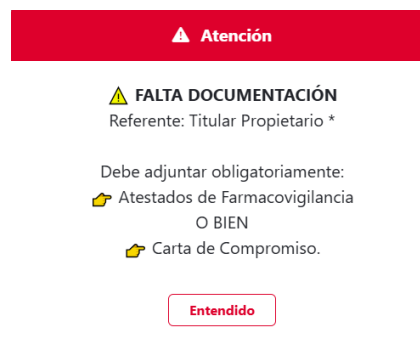 Atención
FALTA DOCUMENTACIÓN
Referente: Titular Propietario *
Debe adjuntar obligatoriamente:
Atestados de Farmacovigilancia
O BIEN
Carta de Compromiso.
Entendido